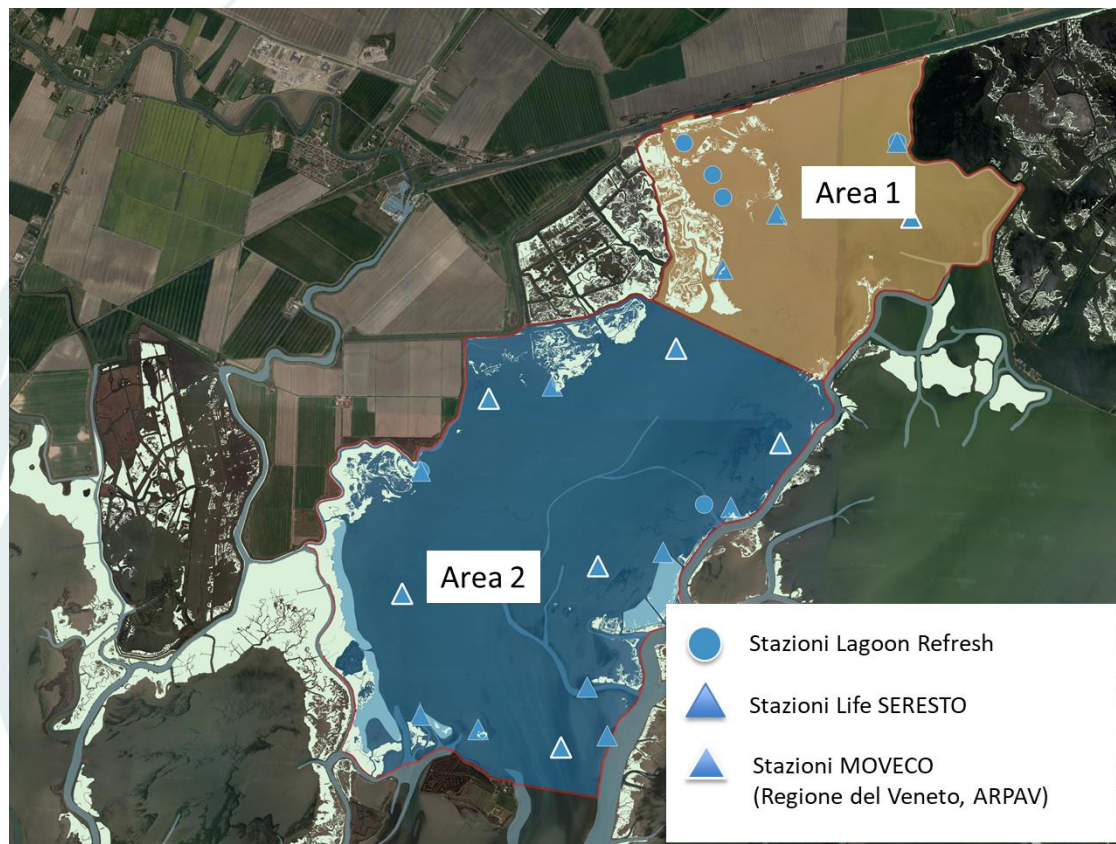 Area 1
Area 2
Stazioni Lagoon Refresh
Stazioni Life SERESTO
Stazioni MOVECO
(Regione del Veneto, ARPAV)